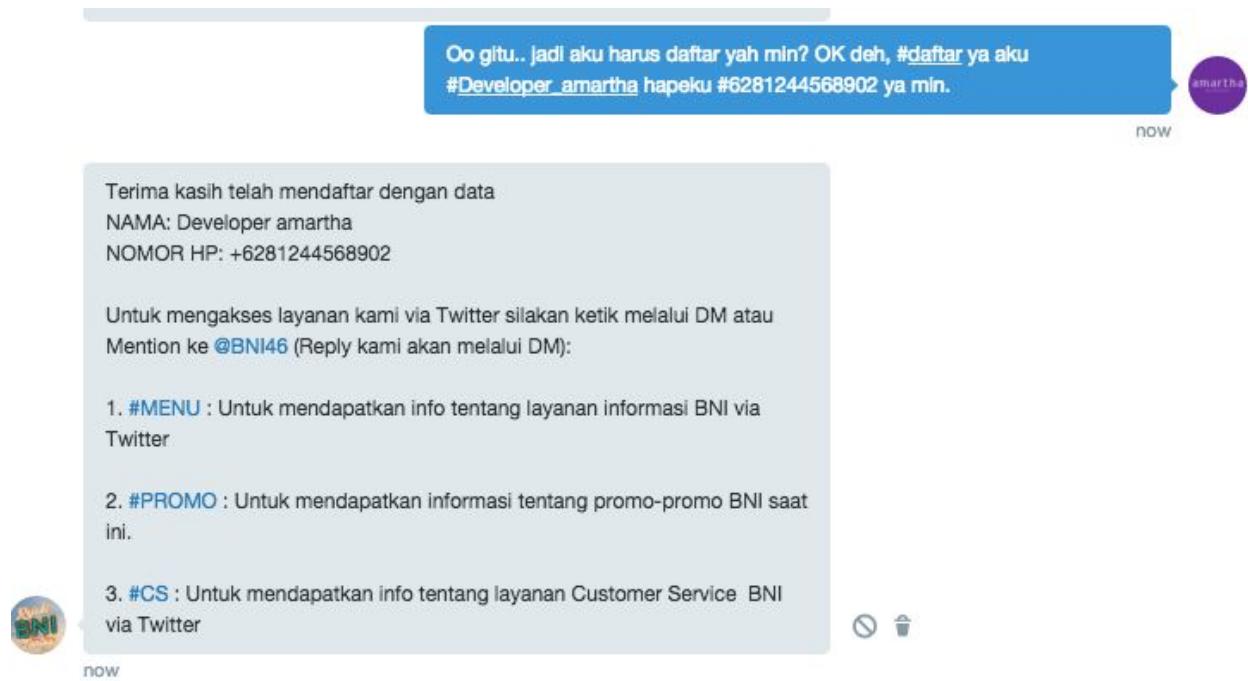 Oo gitu.. jadi aku harus daftar yah min? OK deh, #daftar ya aku
#Developer_amartha hapeku #6281244568902 ya min.
amartha
now
Terima kasih telah mendaftar dengan data
NAMA: Developer amartha
NOMOR HP: +6281244568902
Untuk mengakses layanan kami via Twitter silakan ketik melalui DM atau
Mention ke @BNI46 (Reply kami akan melalui DM):
1. #MENU : Untuk mendapatkan info tentang layanan informasi BNI via
Twitter
2. #PROMO : Untuk mendapatkan informasi tentang promo-promo BNI saat
ini.
3. #CS : Untuk mendapatkan info tentang layanan Customer Service BNI
via Twitter
BNI
now